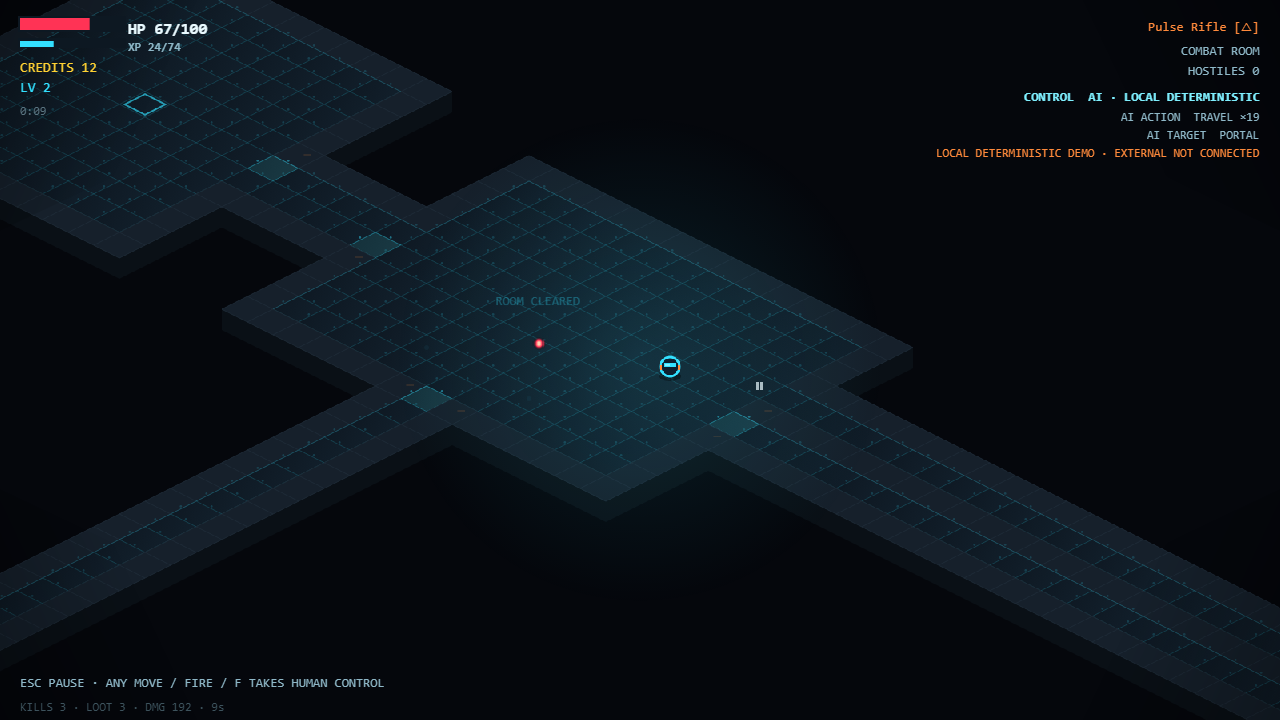 HP 67/100
XP 24/74
CREDITS 12
LV 2
0:09
Pulse Rifle [△]
COMBAT ROOM
HOSTILES 0
CONTROL AI · LOCAL DETERMINISTIC
AI ACTION TRAVEL ×19
AI TARGET PORTAL
LOCAL DETERMINISTIC DEMO · EXTERNAL NOT CONNECTED
ROOM CLEARED
ESC PAUSE · ANY MOVE / FIRE / F TAKES HUMAN CONTROL
KILLS 3 · LOOT 3 · DMG 192 · 9s